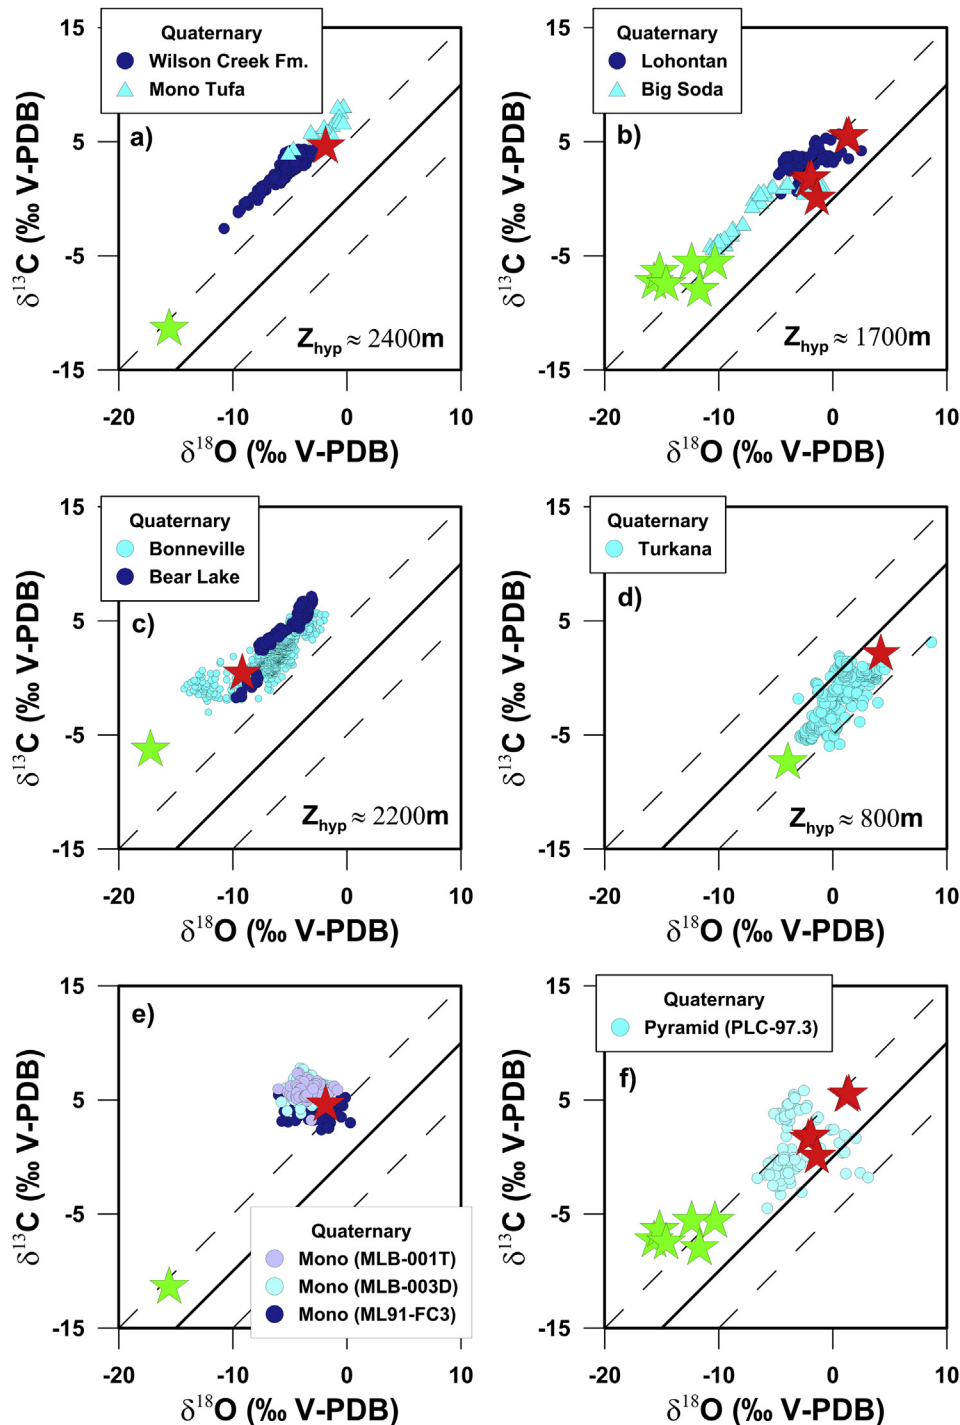 Quaternary
Wilson Creek Fm.
Mono Tufa
a)
15
5
-5
-15
δ¹³C (‰ V-PDB)
Zhyp ≈ 2400m
-20 -10 0 10
δ¹⁸O (‰ V-PDB)
Quaternary
Lohontan
Big Soda
b)
15
5
-5
-15
δ¹³C (‰ V-PDB)
Zhyp ≈ 1700m
-20 -10 0 10
δ¹⁸O (‰ V-PDB)
Quaternary
Bonneville
Bear Lake
c)
15
5
-5
-15
δ¹³C (‰ V-PDB)
Zhyp ≈ 2200m
-20 -10 0 10
δ¹⁸O (‰ V-PDB)
Quaternary
Turkana
d)
15
5
-5
-15
δ¹³C (‰ V-PDB)
Zhyp ≈ 800m
-20 -10 0 10
δ¹⁸O (‰ V-PDB)
e)
15
5
-5
-15
δ¹³C (‰ V-PDB)
Quaternary
Mono (MLB-001T)
Mono (MLB-003D)
Mono (ML91-FC3)
-20 -10 0 10
δ¹⁸O (‰ V-PDB)
Quaternary
Pyramid (PLC-97.3)
f)
15
5
-5
-15
δ¹³C (‰ V-PDB)
-20 -10 0 10
δ¹⁸O (‰ V-PDB)